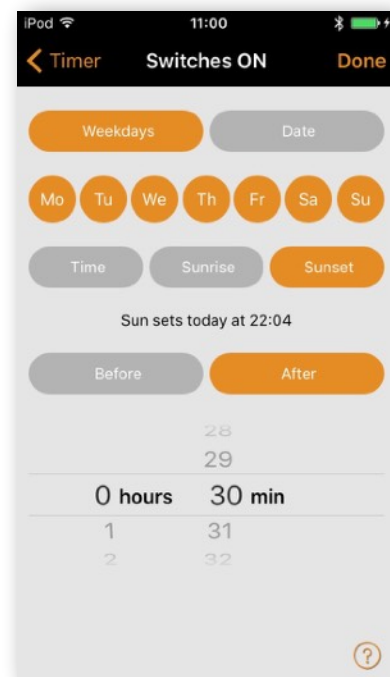 iPod 11:00
Timer Switches ON Done
Weekdays Date
Mo Tu We Th Fr Sa Su
Time Sunrise Sunset
Sun sets today at 22:04
Before After
28
29
0 hours 30 min
1 31
2 32
?